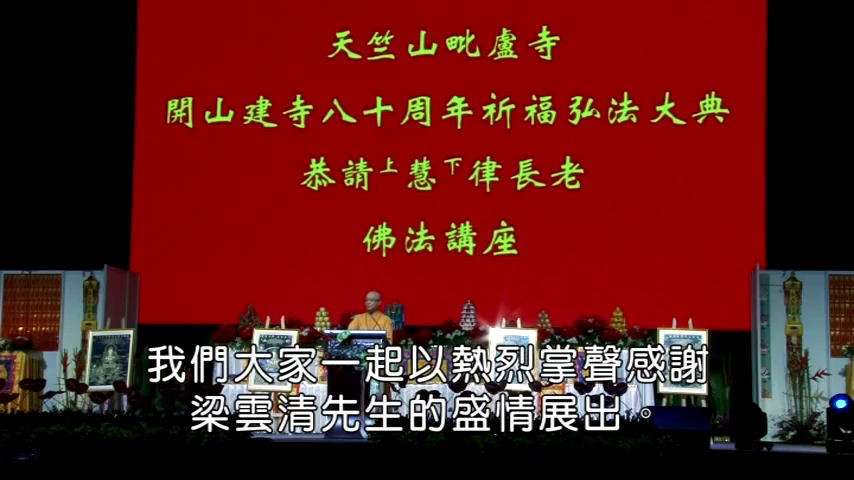 天竺山毗盧寺
開山建寺八十周年祈福弘法大典
恭請上慧下律長老
佛法講座
我們大家一起以熱烈掌聲感謝
梁雲清先生的盛情展出。